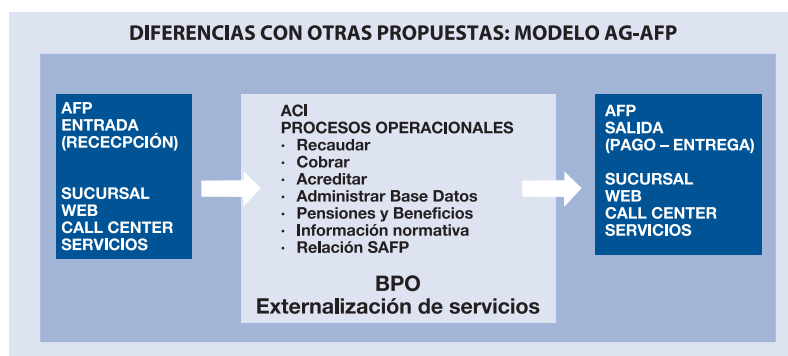 DIFERENCIAS CON OTRAS PROPUESTAS: MODELO AG-AFP
AFP
ENTRADA
(RECECPCIÓN)
SUCURSAL
WEB
CALL CENTER
SERVICIOS
ACI
PROCESOS OPERACIONALES
· Recaudar
· Cobrar
· Acreditar
· Administrar Base Datos
· Pensiones y Beneficios
· Información normativa
· Relación SAFP
BPO
Externalización de servicios
AFP
SALIDA
(PAGO – ENTREGA)
SUCURSAL
WEB
CALL CENTER
SERVICIOS